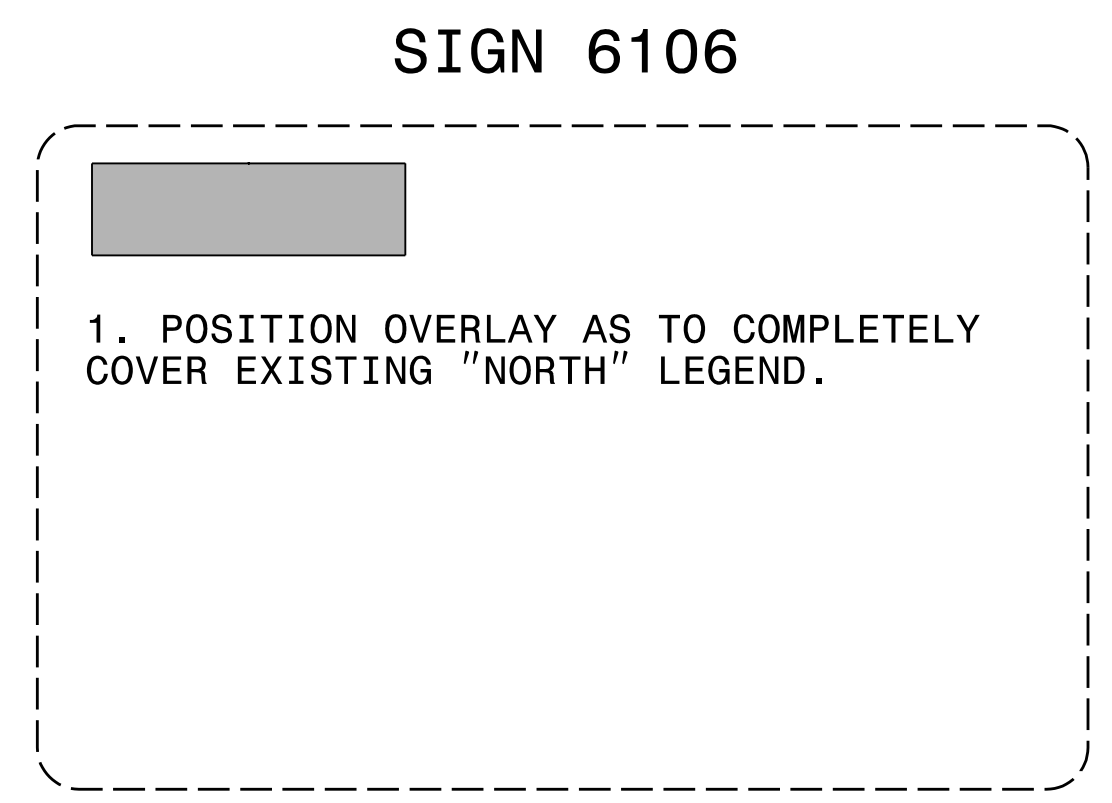 SIGN 6106
1. POSITION OVERLAY AS TO COMPLETELY
COVER EXISTING "NORTH" LEGEND.